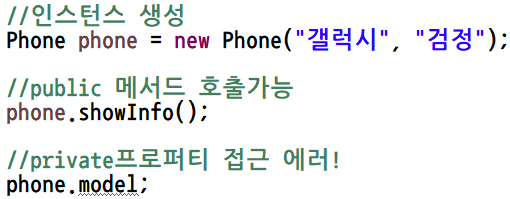 //인스턴스 생성
Phone phone = new Phone("갤럭시", "검정");
//public 메서드 호출가능
phone.showInfo();
//private프로퍼티 접근 에러!
phone.model;